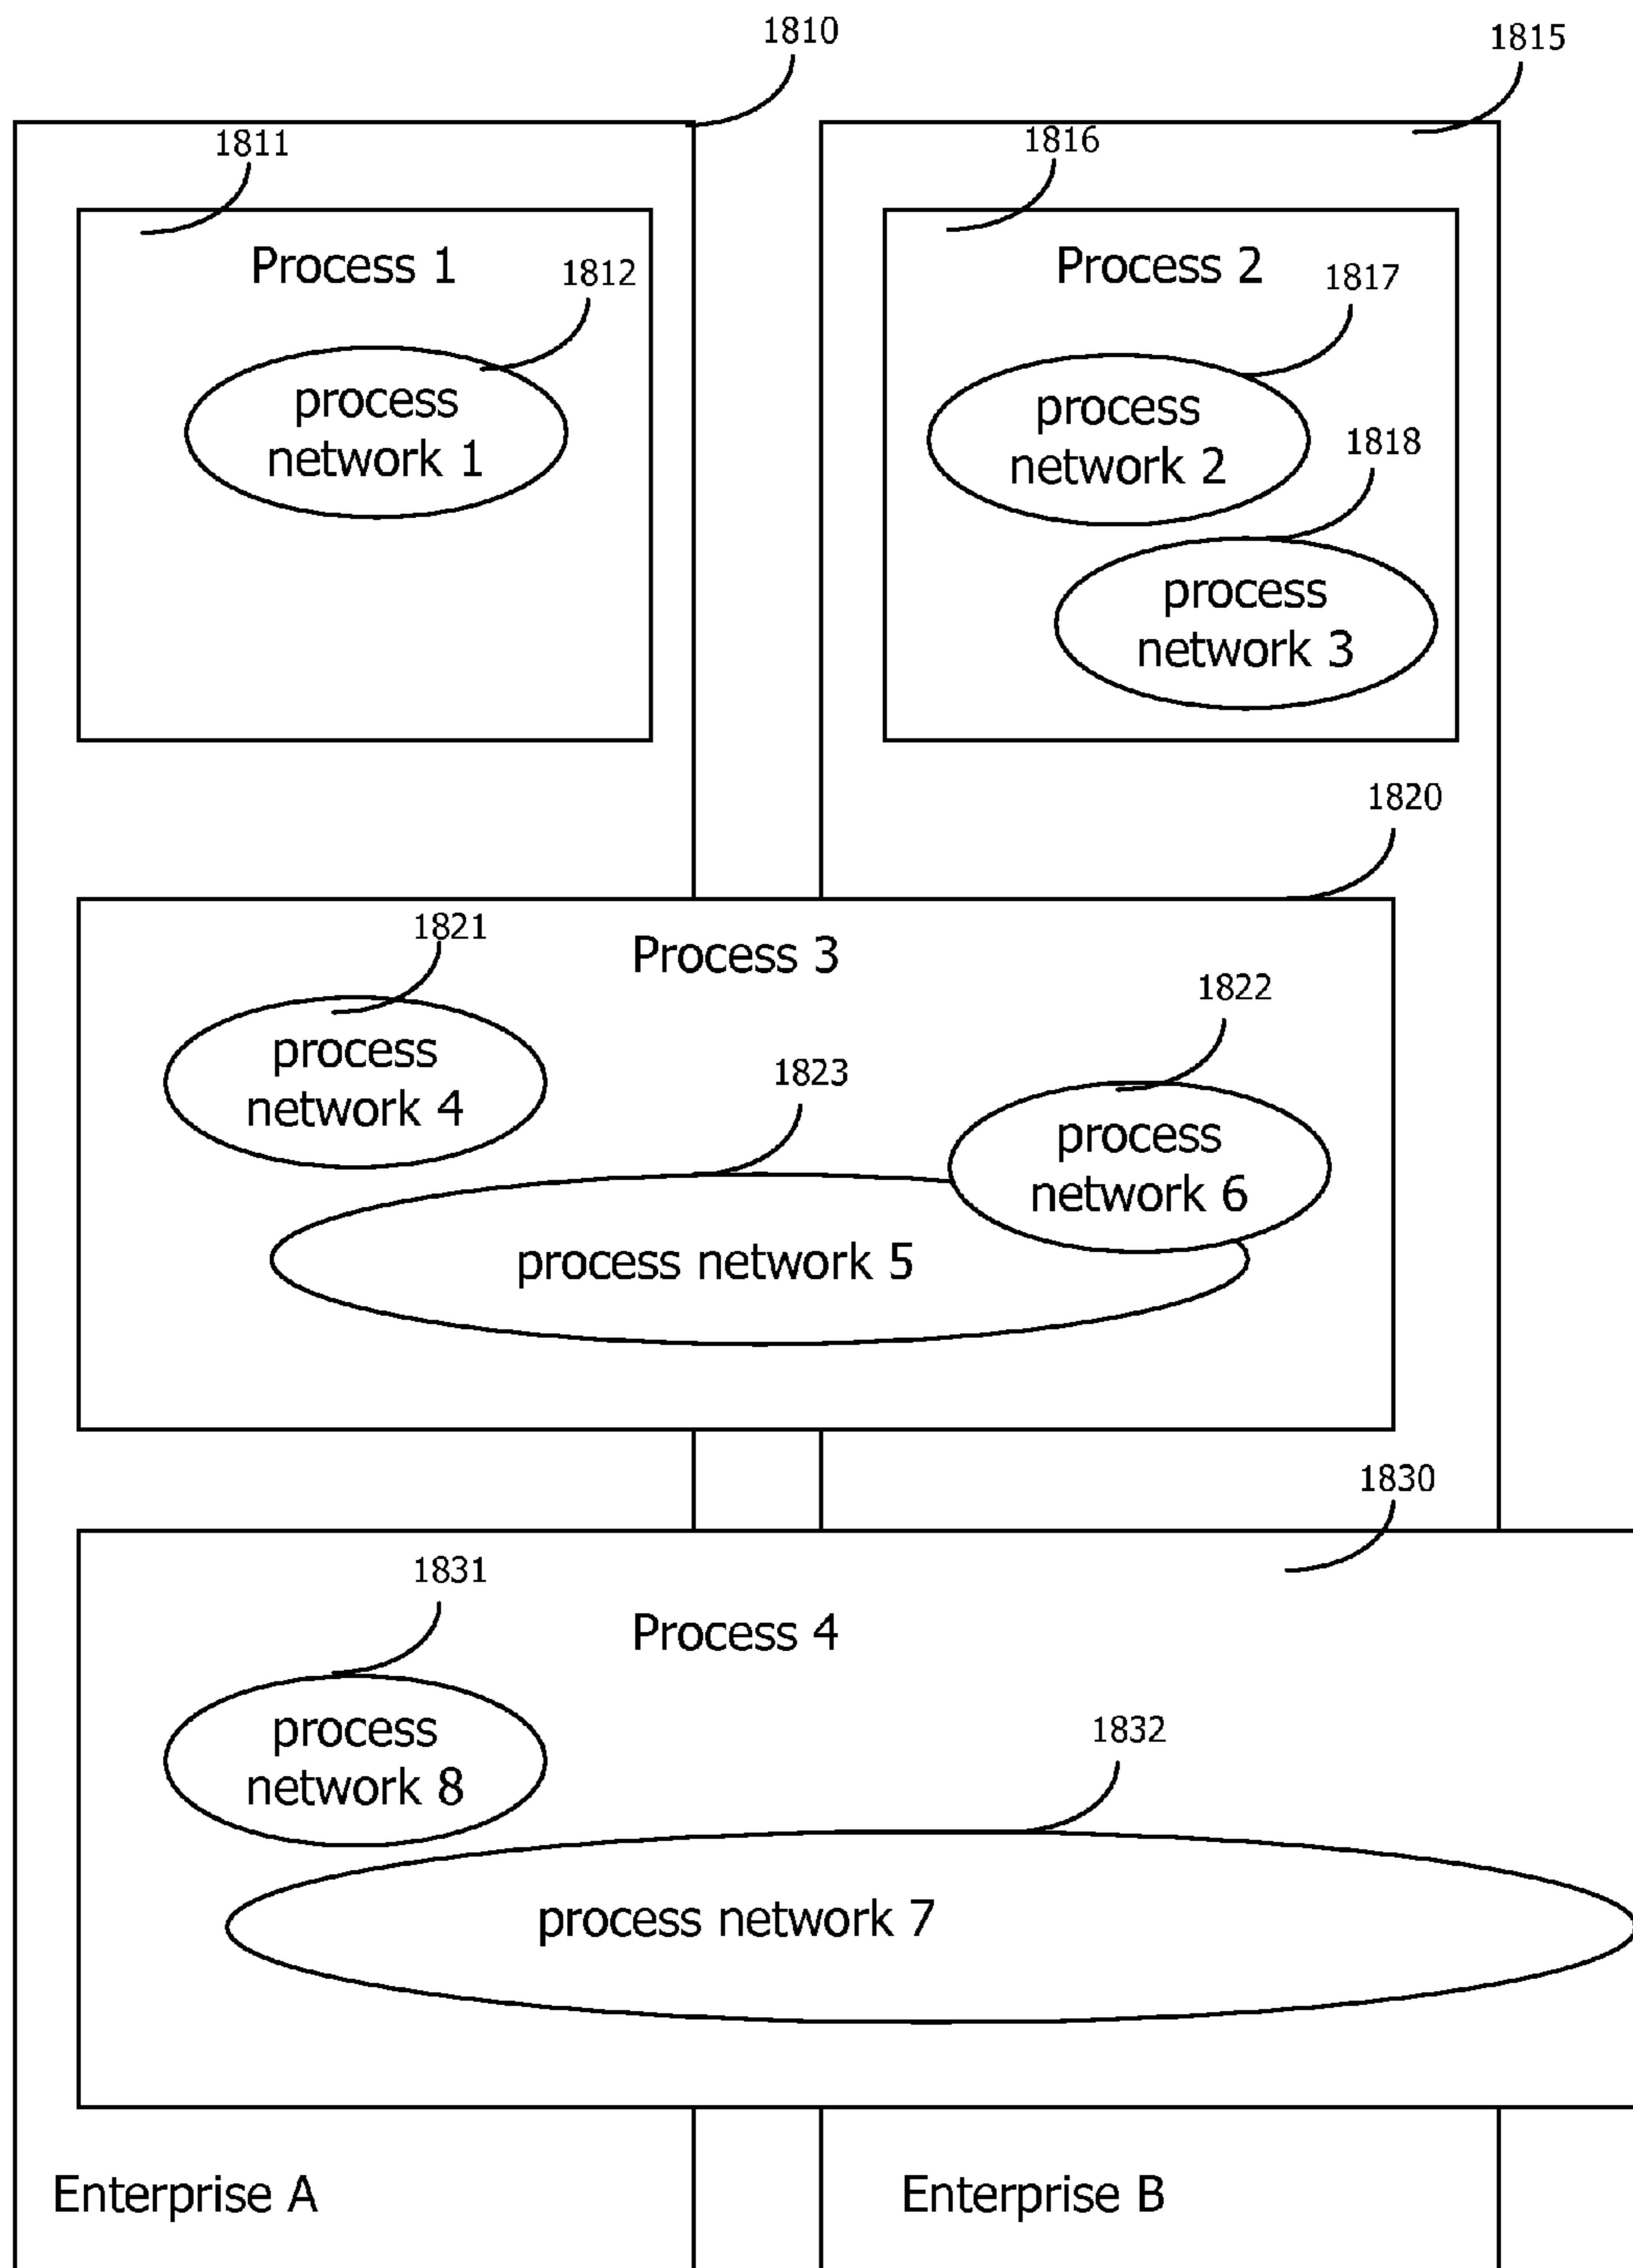 1810
1815
1811
1816
Process 1
1812
Process 2
1817
process
network 1
process
network 2
1818
process
network 3
1820
1821
Process 3
1822
process
network 4
1823
process
network 6
process network 5
1830
1831
Process 4
process
network 8
1832
process network 7
Enterprise A
Enterprise B